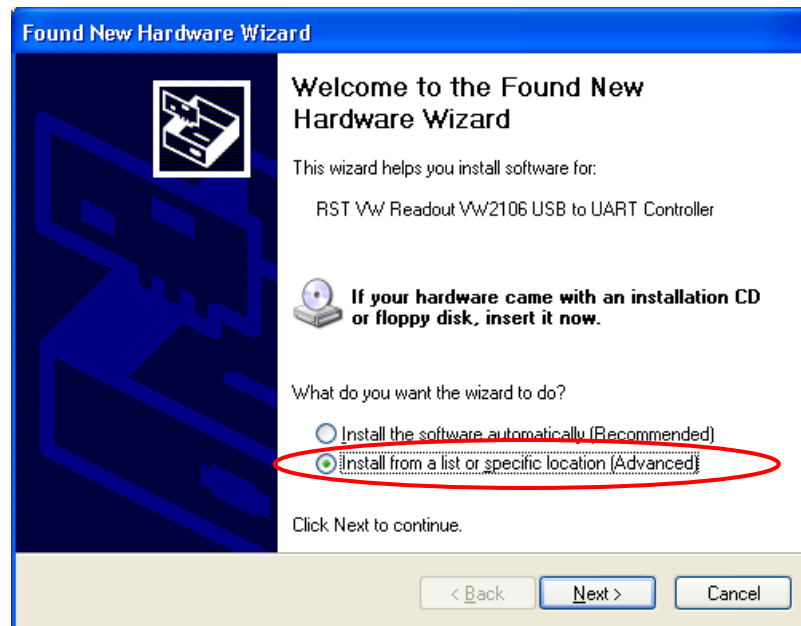 Found New Hardware Wizard
Welcome to the Found New
Hardware Wizard
This wizard helps you install software for:
RST VW Readout VW2106 USB to UART Controller
If your hardware came with an installation CD
or floppy disk, insert it now.
What do you want the wizard to do?
Install the software automatically (Recommended)
Install from a list or specific location (Advanced)
Click Next to continue.
< Back Next > Cancel